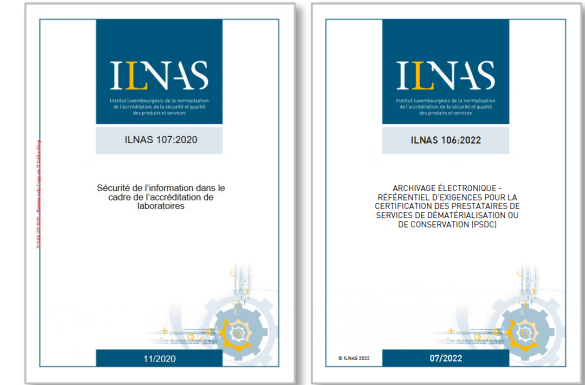 ILNAS
Institut luxembourgeois de la normalisation
de l'accréditation, de la sécurité et qualité
des produits et services
ILNAS 107:2020
Sécurité de l'information dans le
cadre de l'accréditation de
laboratoires
11/2020
ILNAS
Institut luxembourgeois de la normalisation
de l'accréditation, de la sécurité et qualité
des produits et services
ILNAS 106:2022
ARCHIVAGE ÉLECTRONIQUE -
RÉFÉRENTIEL D'EXIGENCES POUR LA
CERTIFICATION DES PRESTATAIRES DE
SERVICES DE DÉMATÉRIALISATION OU
DE CONSERVATION (PSDC)
© ILNAS 2022
07/2022